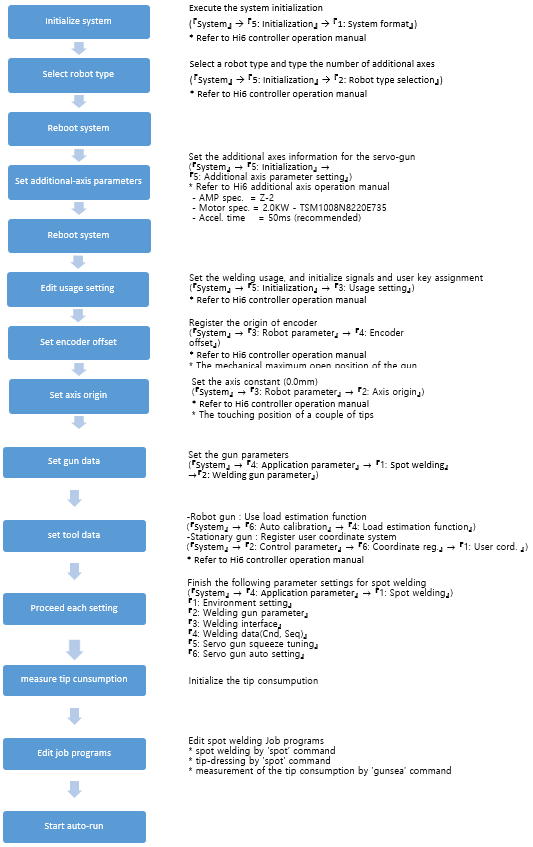 Initialize system
Execute the system initialization
(『System』 → 『5: Initialization』 → 『1: System format』)
* Refer to Hi6 controller operation manual
Select robot type
Select a robot type and type the number of additional axes
(『System』 → 『5: Initialization』 → 『2: Robot type selection』)
* Refer to Hi6 controller operation manual
Reboot system
Set additional-axis parameters
Set the additional axes information for the servo-gun
(『System』 → 『5: Initialization』 →
『5: Additional axis parameter setting』)
* Refer to Hi6 additional axis operation manual
- AMP spec. = Z-2
- Motor spec. = 2.0KW - TSM1008N8220E735
- Accel. time = 50ms (recommended)
Reboot system
Edit usage setting
Set the welding usage, and initialize signals and user key assignment
(『System』 → 『5: Initialization』 → 『3: Usage setting』)
* Refer to Hi6 controller operation manual
Set encoder offset
Register the origin of encoder
(『System』 → 『3: Robot parameter』 → 『4: Encoder
offset』)
* Refer to Hi6 controller operation manual
* The mechanical maximum open position of the gun
Set axis origin
Set the axis constant (0.0mm)
(『System』 → 『3: Robot parameter』 → 『2: Axis origin』)
* Refer to Hi6 controller operation manual
* The touching position of a couple of tips
Set gun data
Set the gun parameters
(『System』 → 『4: Application parameter』 → 『1: Spot welding』
→『2: Welding gun parameter』)
set tool data
-Robot gun : Use load estimation function
(『System』 → 『6: Auto calibration』 → 『4: Load estimation function』)
-Stationary gun : Register user coordinate system
(『System』 → 『2: Control parameter』 → 『6: Coordinate reg.』 → 『1: User cord. 』)
* Refer to Hi6 controller operation manual
Proceed each setting
Finish the following parameter settings for spot welding
(『System』 → 『4: Application parameter』 → 『1: Spot welding』)
『1: Environment setting』
『2: Welding gun parameter』
『3: Welding interface』
『4: Welding data(Cnd, Seq)』
『5: Servo gun squeeze tuning』
『6: Servo gun auto setting』
measure tip cunsumption
Initialize the tip consumpution
Edit job programs
Edit spot welding Job programs
* spot welding by 'spot' command
* tip-dressing by 'spot' command
* measurement of the tip consumption by 'gunsea' command
Start auto-run